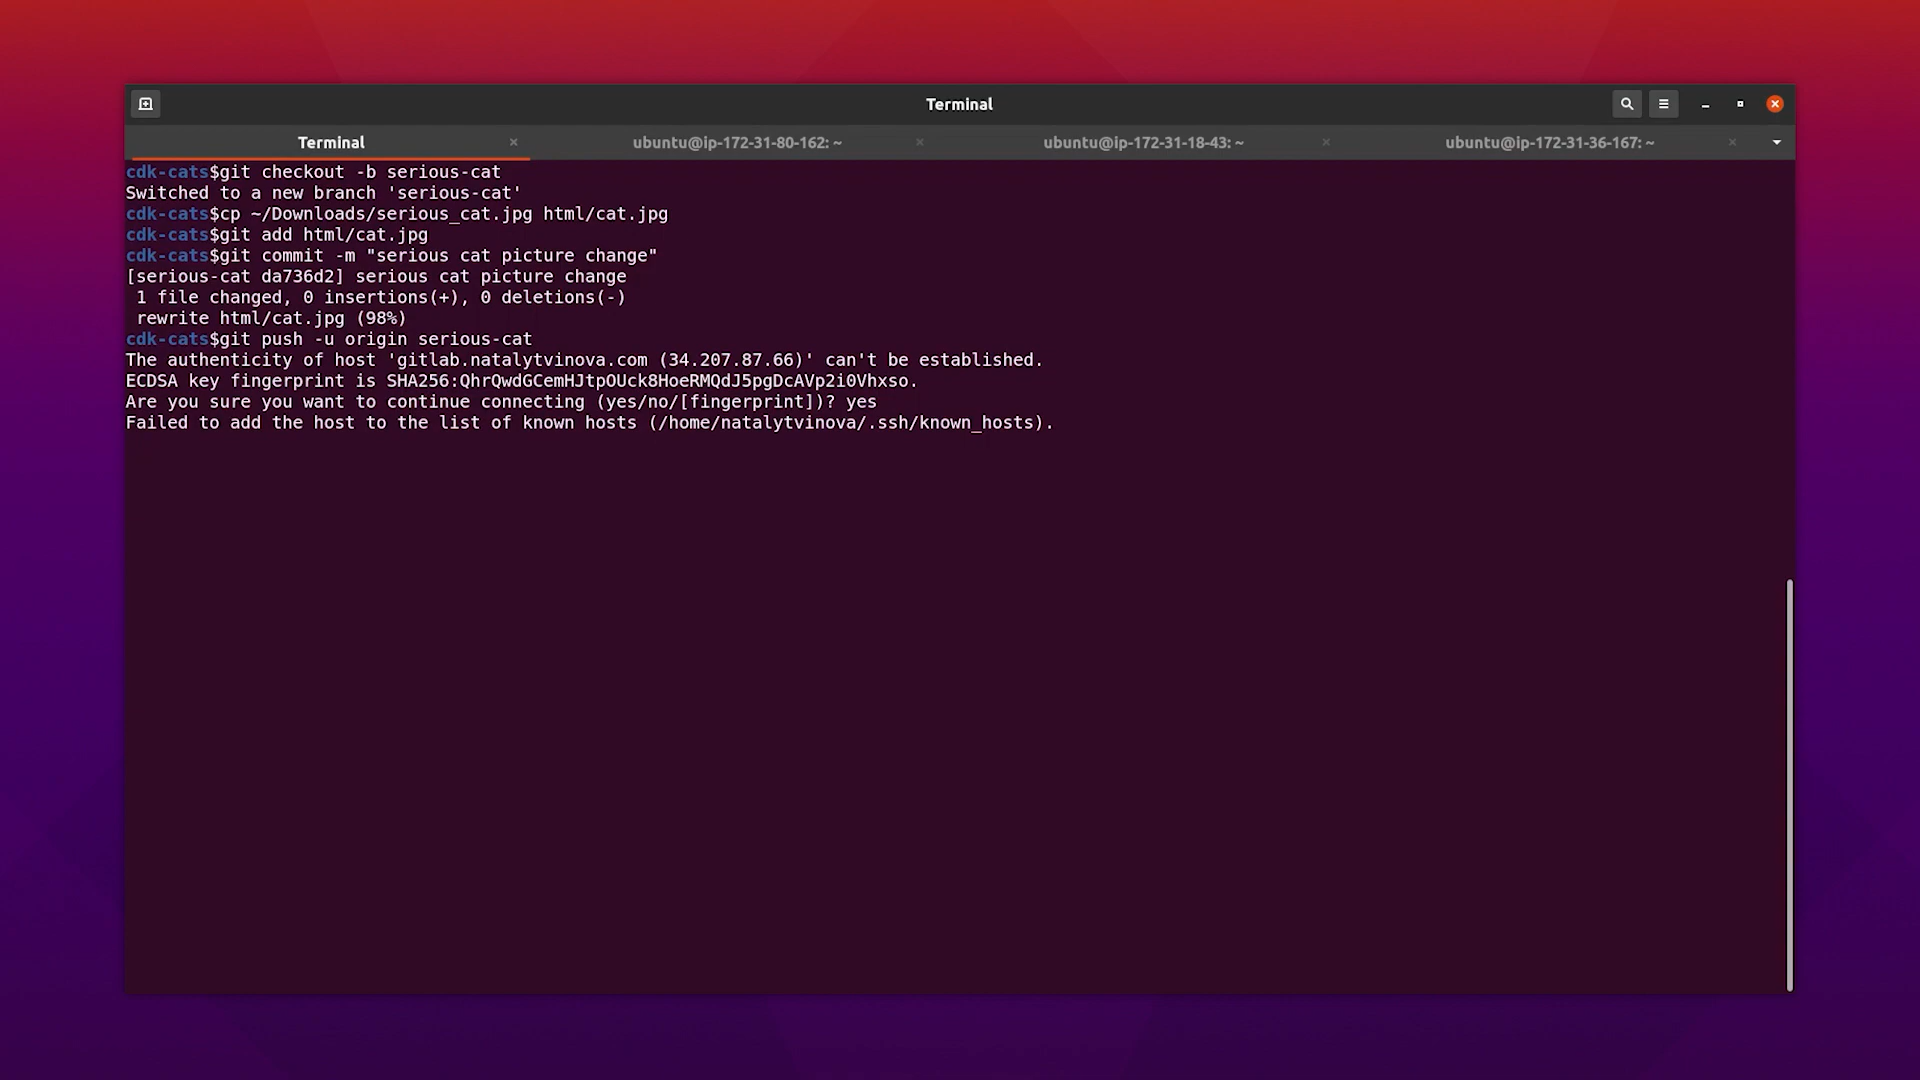 Terminal
Terminal
ubuntu@ip-172-31-80-162: ~
ubuntu@ip-172-31-18-43: ~
ubuntu@ip-172-31-36-167: ~
cdk-cats$git checkout -b serious-cat
Switched to a new branch 'serious-cat'
cdk-cats$cp ~/Downloads/serious_cat.jpg html/cat.jpg
cdk-cats$git add html/cat.jpg
cdk-cats$git commit -m "serious cat picture change"
[serious-cat da736d2] serious cat picture change
 1 file changed, 0 insertions(+), 0 deletions(-)
 rewrite html/cat.jpg (98%)
cdk-cats$git push -u origin serious-cat
The authenticity of host 'gitlab.natalytvinova.com (34.207.87.66)' can't be established.
ECDSA key fingerprint is SHA256:QhrQwdGCemHJtpOUck8HoeRMQdJ5pgDcAVp2i0Vhxso.
Are you sure you want to continue connecting (yes/no/[fingerprint])? yes
Failed to add the host to the list of known hosts (/home/natalytvinova/.ssh/known_hosts).